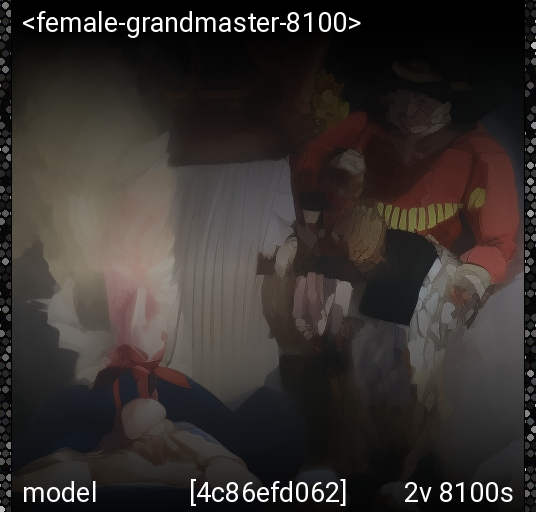 <female-grandmaster-8100>
model [4c86efd062] 2v 8100s